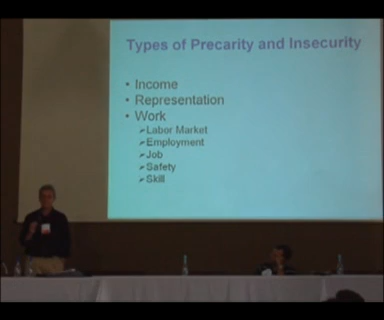 Types of Precarity and Insecurity
• Income
• Representation
• Work
➢Labor Market
➢Employment
➢Job
➢Safety
➢Skill